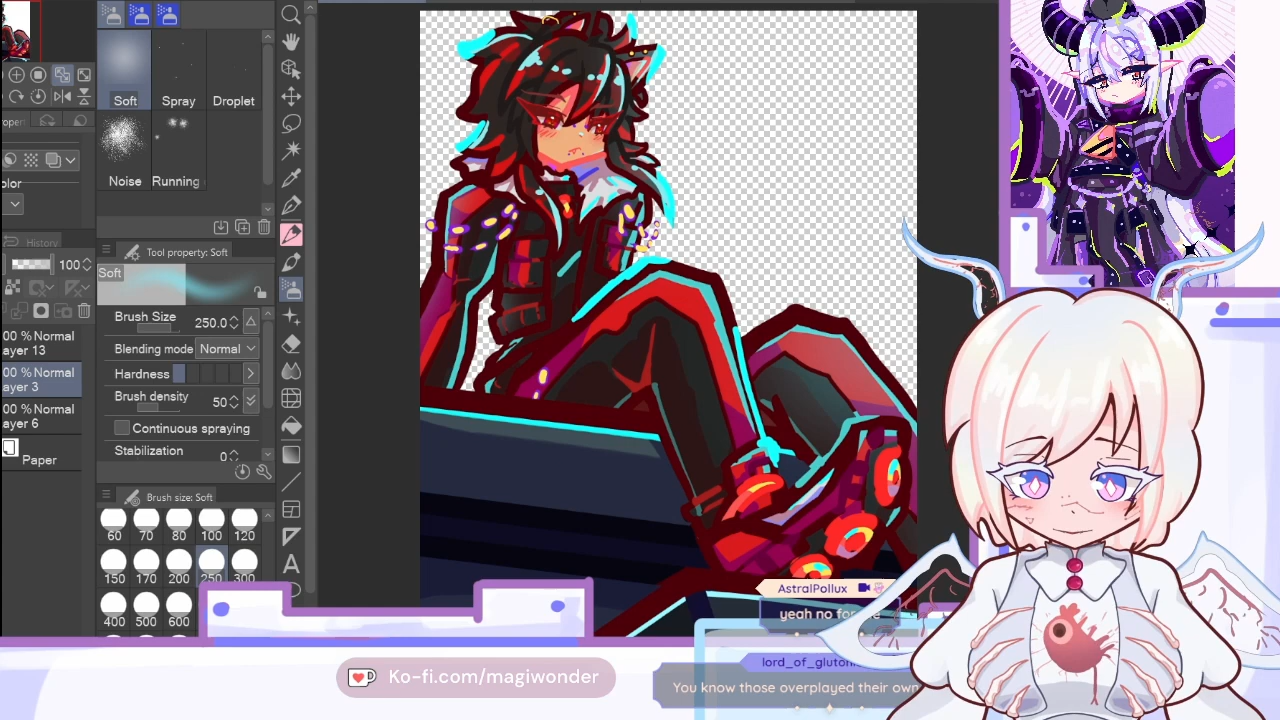 Soft
Spray
Droplet
Noise
Running
olor
History
Tool property: Soft
100
Soft
Brush Size
250.0
00 %Normal
ayer 13
Blending mode
Normal
00 %Normal
ayer 3
Hardness
Brush density
50
00 %Normal
ayer 6
Continuous spraying
Stabilization
0
Paper
Brush size: Soft
60
70
80
100
120
150
170
200
250
300
400
500
600
A
AstralPollux
yeah no for
lord_of_gluton
You know those overplayed their own
Ko-fi.com/magiwonder